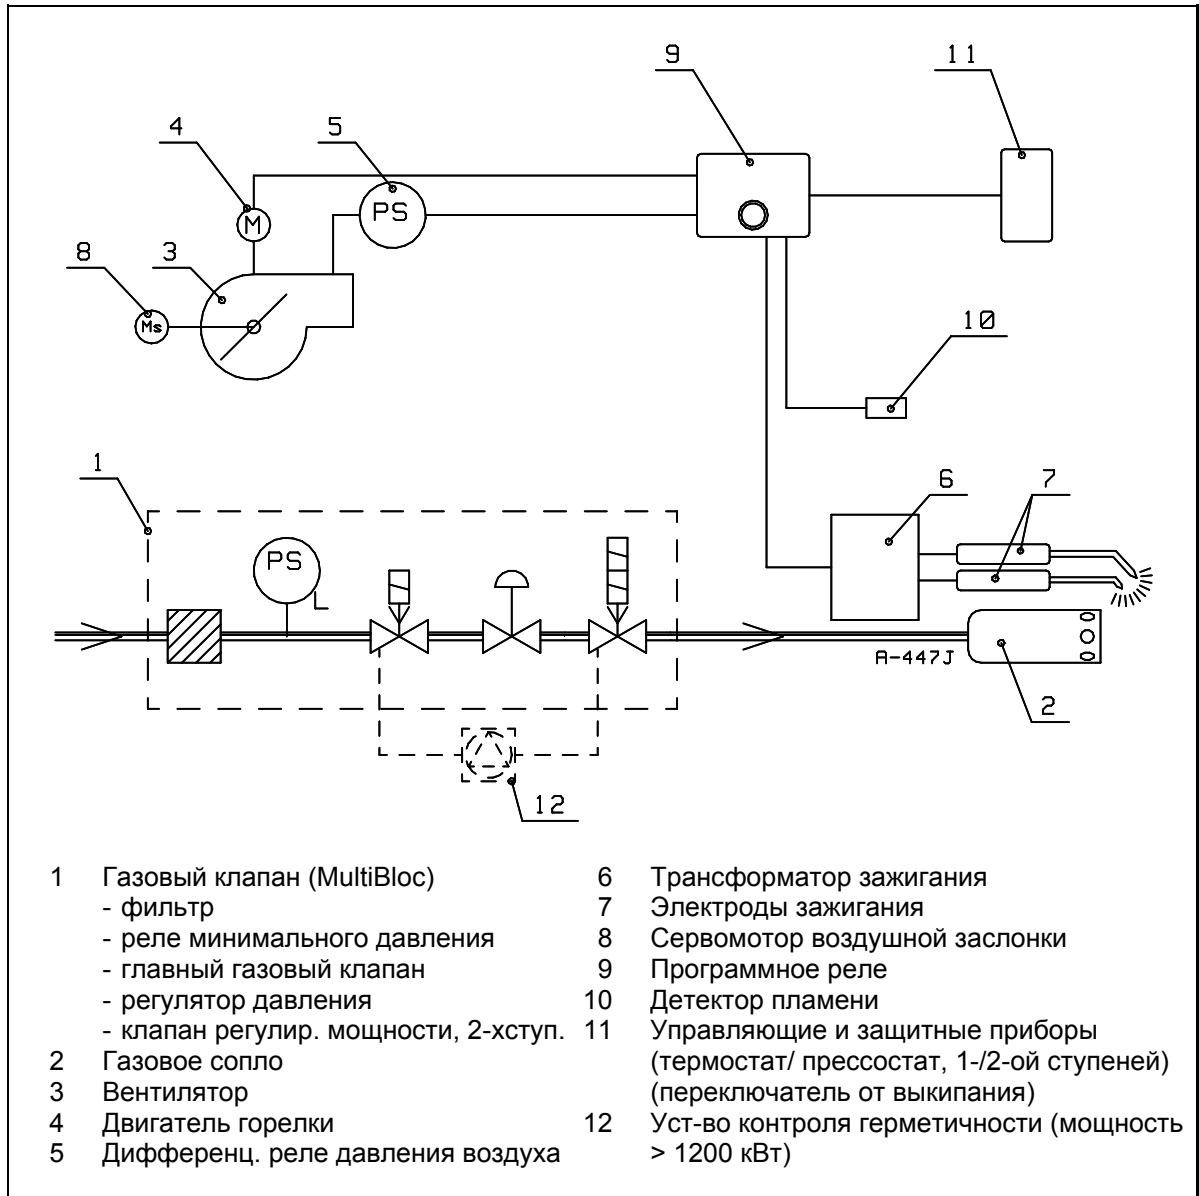 9
11
4
5
PS
M
8
3
Ms
10
1
6
7
PS
A-447J
2
12
1 Газовый клапан (MultiBloc)
- фильтр
- реле минимального давления
- главный газовый клапан
- регулятор давления
- клапан регулир. мощности, 2-хступ.
2 Газовое сопло
3 Вентилятор
4 Двигатель горелки
5 Дифференц. реле давления воздуха
6 Трансформатор зажигания
7 Электроды зажигания
8 Сервомотор воздушной заслонки
9 Программное реле
10 Детектор пламени
11 Управляющие и защитные приборы
(термостат/ прессостат, 1-/2-ой ступеней)
(переключатель от выкипания)
12 Уст-во контроля герметичности (мощность
> 1200 кВт)